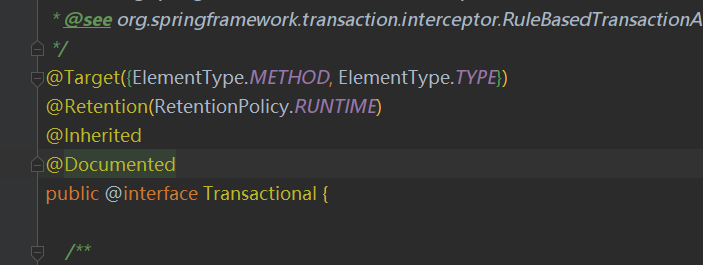 * @see org.springframework.transaction.interceptor.RuleBasedTransactionA
*/
@Target({ElementType.METHOD, ElementType.TYPE})
@Retention(RetentionPolicy.RUNTIME)
@Inherited
@Documented
public @interface Transactional {
/**